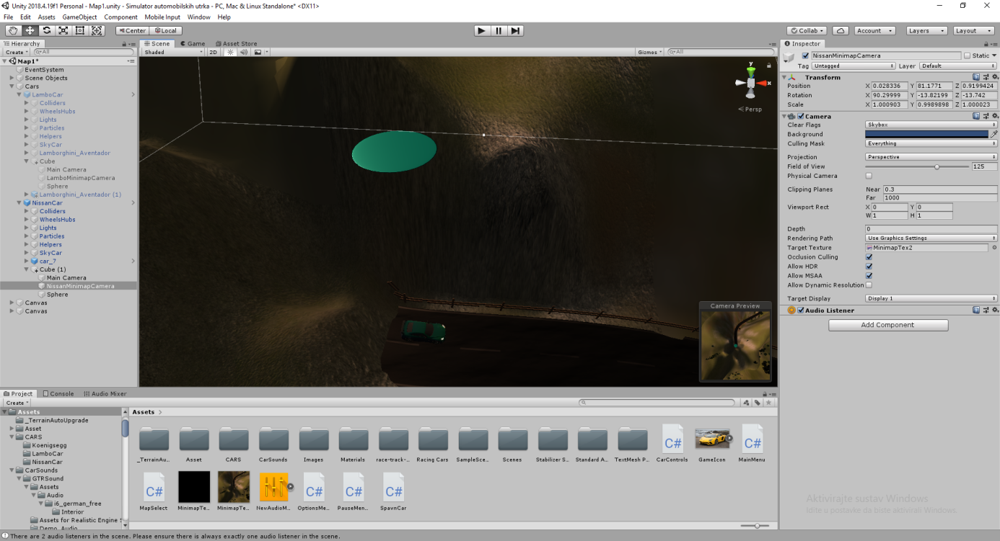 Unity 2018.4.19f1 Personal - Map1.unity - Simulator automobilskih utrka - PC, Mac & Linux Standalone* <DX11>
File Edit Assets GameObject Component Mobile Input Window Help
Center Local Collab Account Layers Layout
Hierarchy
Create All
Map1*
EventSystem
Scene Objects
Cars
LamboCar
Colliders
WheelsHubs
Lights
Particles
Helpers
SkyCar
Lamborghini_Aventador
Cube
Main Camera
LamboMinimapCamera
Sphere
Lamborghini_Aventador (1)
NissanCar
Colliders
WheelsHubs
Lights
Particles
Helpers
SkyCar
car_7
Cube (1)
Main Camera
NissanMinimapCamera
Sphere
Canvas
Canvas
Scene Game Asset Store
Shaded 2D Gizmos All
y
x
Persp
Camera Preview
Inspector
NissanMinimapCamera Static
Tag Untagged Layer Default
Transform
Position X 0.028336 Y 81.1771 Z 0.9199424
Rotation X 90.29999 Y -13.82199 Z -13.742
Scale X 1.000903 Y 0.9989898 Z 1.000023
Camera
Clear Flags Skybox
Background
Culling Mask Everything
Projection Perspective
Field of View 125
Physical Camera
Clipping Planes Near 0.3
Far 1000
Viewport Rect X 0 Y 0
W 1 H 1
Depth 0
Rendering Path Use Graphics Settings
Target Texture MinimapTex2
Occlusion Culling
Allow HDR
Allow MSAA
Allow Dynamic Resolution
Target Display Display 1
Audio Listener
Add Component
Project Console Audio Mixer
Create
Assets
_TerrainAutoUpgrade
Asset
CARS
Koenigsegg
LamboCar
NissanCar
CarSounds
GTRSound
Assets
Audio
i6_german_free
Interior
Assets for Realistic Engine S
Demo_Audio
Assets >
_TerrainAu... Asset CARS CarSounds Images Materials race-track-... Racing Cars SampleSce... Scenes Stabilizer S... Standard A... TextMesh P... CarControls GameIcon MainMenu
C# C#
C# C# C# C#
MapSelect MinimapTe... MinimapTe... NewAudioM... OptionsMe... PauseMen... SpawnCar
Aktivirajte sustav Windows
Idite u postavke da biste aktivirali Windows.
There are 2 audio listeners in the scene. Please ensure there is always exactly one audio listener in the scene.